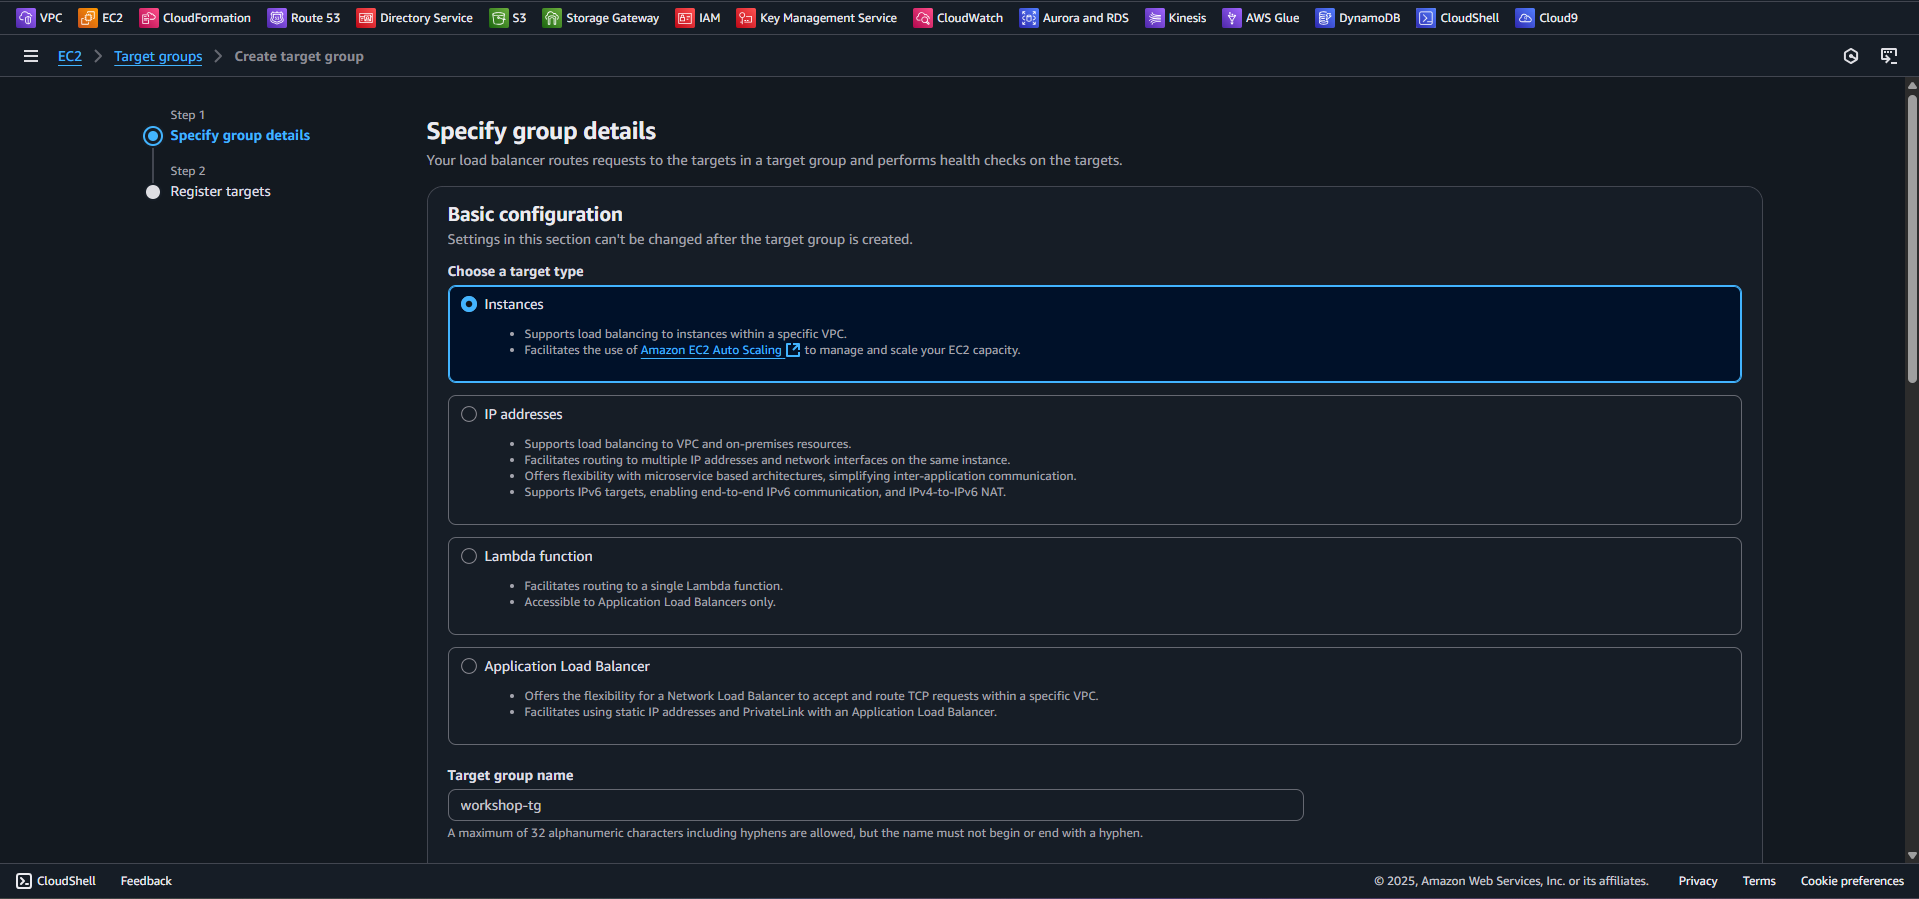 VPC EC2 CloudFormation Route 53 Directory Service S3 Storage Gateway IAM Key Management Service CloudWatch Aurora and RDS Kinesis AWS Glue DynamoDB CloudShell Cloud9
EC2 Target groups Create target group
Step 1
Specify group details
Step 2
Register targets
Specify group details
Your load balancer routes requests to the targets in a target group and performs health checks on the targets.
Basic configuration
Settings in this section can't be changed after the target group is created.
Choose a target type
Instances
• Supports load balancing to instances within a specific VPC.
• Facilitates the use of Amazon EC2 Auto Scaling to manage and scale your EC2 capacity.
IP addresses
• Supports load balancing to VPC and on-premises resources.
• Facilitates routing to multiple IP addresses and network interfaces on the same instance.
• Offers flexibility with microservice based architectures, simplifying inter-application communication.
• Supports IPv6 targets, enabling end-to-end IPv6 communication, and IPv4-to-IPv6 NAT.
Lambda function
• Facilitates routing to a single Lambda function.
• Accessible to Application Load Balancers only.
Application Load Balancer
• Offers the flexibility for a Network Load Balancer to accept and route TCP requests within a specific VPC.
• Facilitates using static IP addresses and PrivateLink with an Application Load Balancer.
Target group name
workshop-tg
A maximum of 32 alphanumeric characters including hyphens are allowed, but the name must not begin or end with a hyphen.
CloudShell Feedback © 2025, Amazon Web Services, Inc. or its affiliates. Privacy Terms Cookie preferences